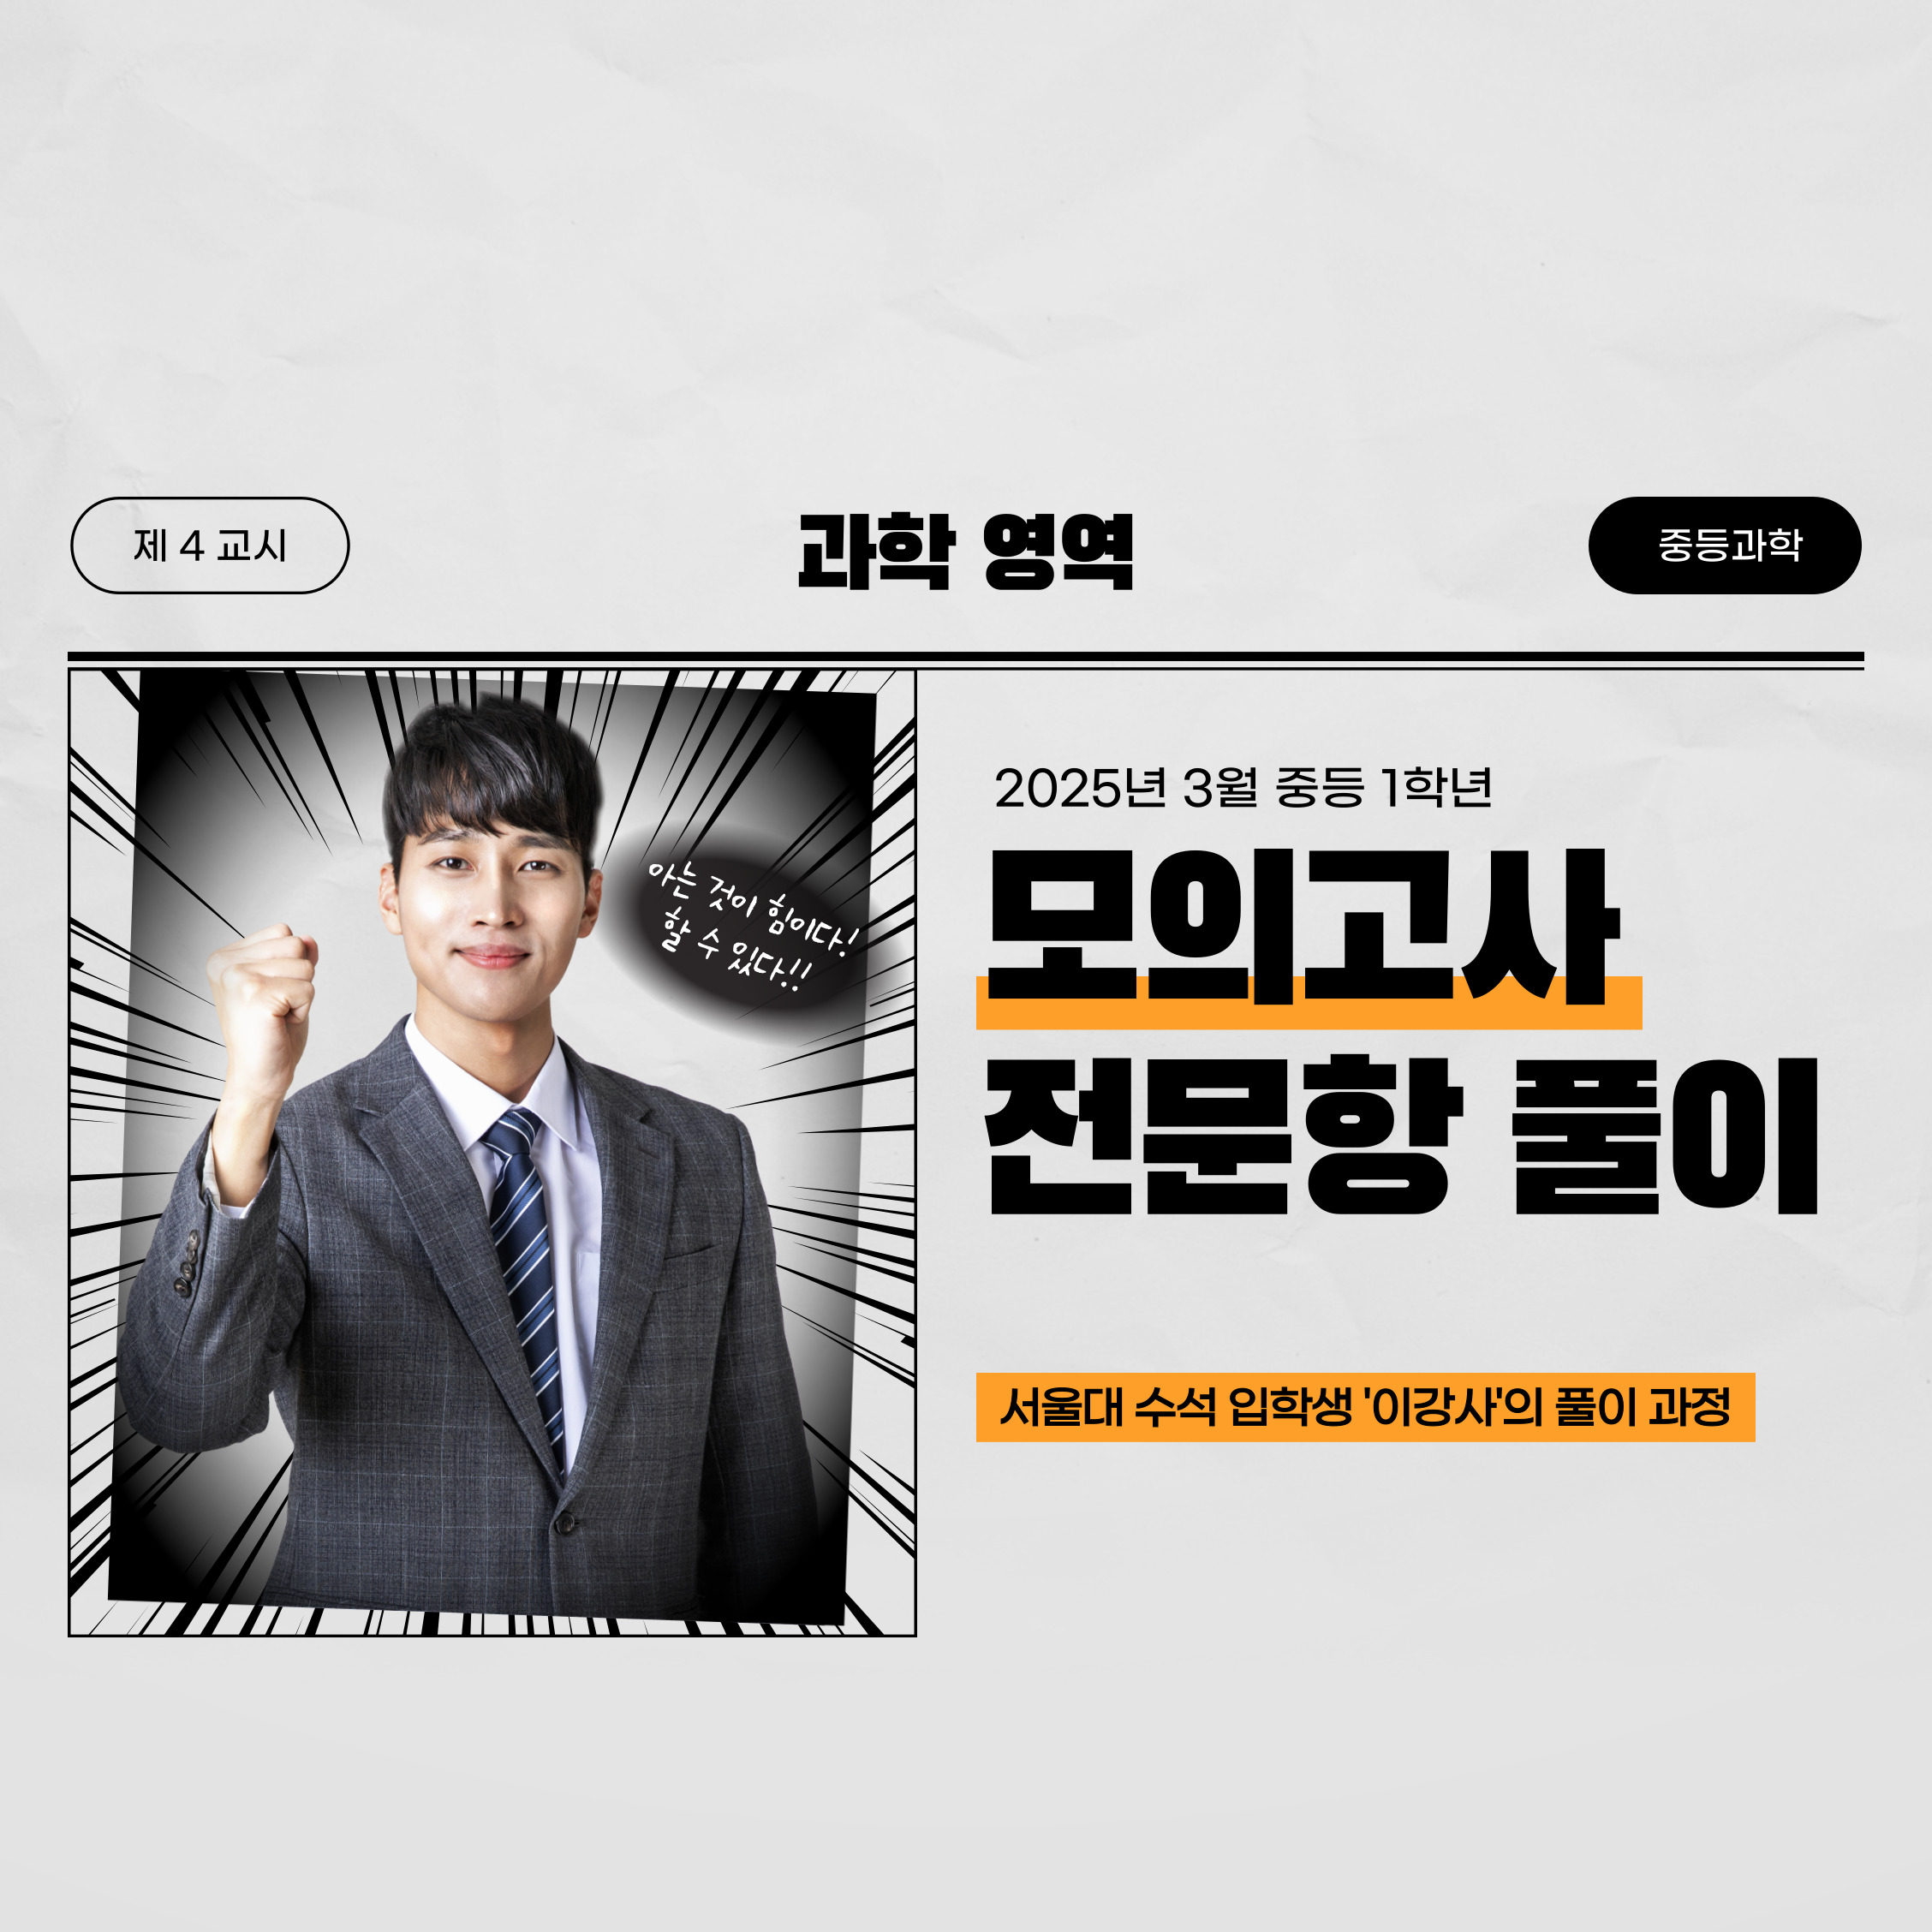 제 4 교시
과학 영역
중등과학
아는 것이 힘이다!
할 수 있다!!
2025년 3월 중등 1학년
모의고사
전문항 풀이
서울대 수석 입학생 '이강사'의 풀이 과정